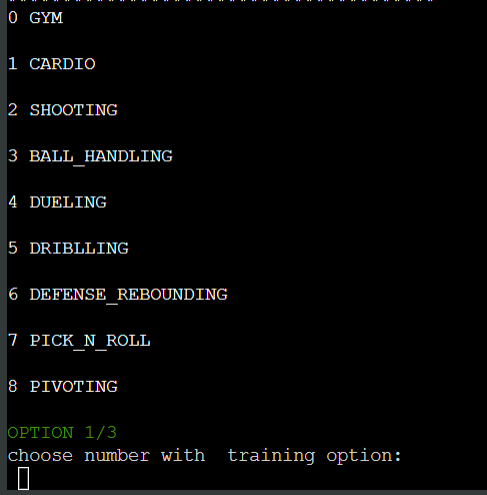 0 GYM
1 CARDIO
2 SHOOTING
3 BALL_HANDLING
4 DUELING
5 DRIBLLING
6 DEFENSE_REBOUNDING
7 PICK_N_ROLL
8 PIVOTING
OPTION 1/3
choose number with  training option: